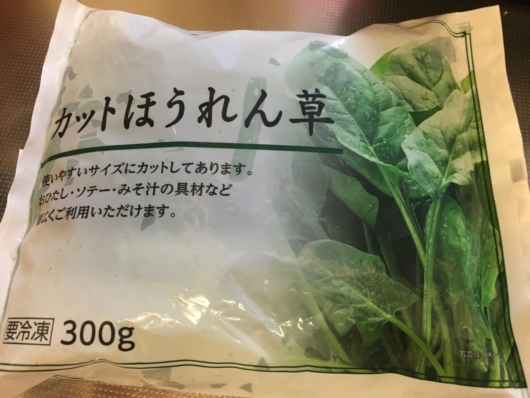 カットほうれん草
使いやすいサイズにカットしてあります。
おひたし・ソテー・みそ汁の具材など
広くご利用いただけます。
要冷凍 300g